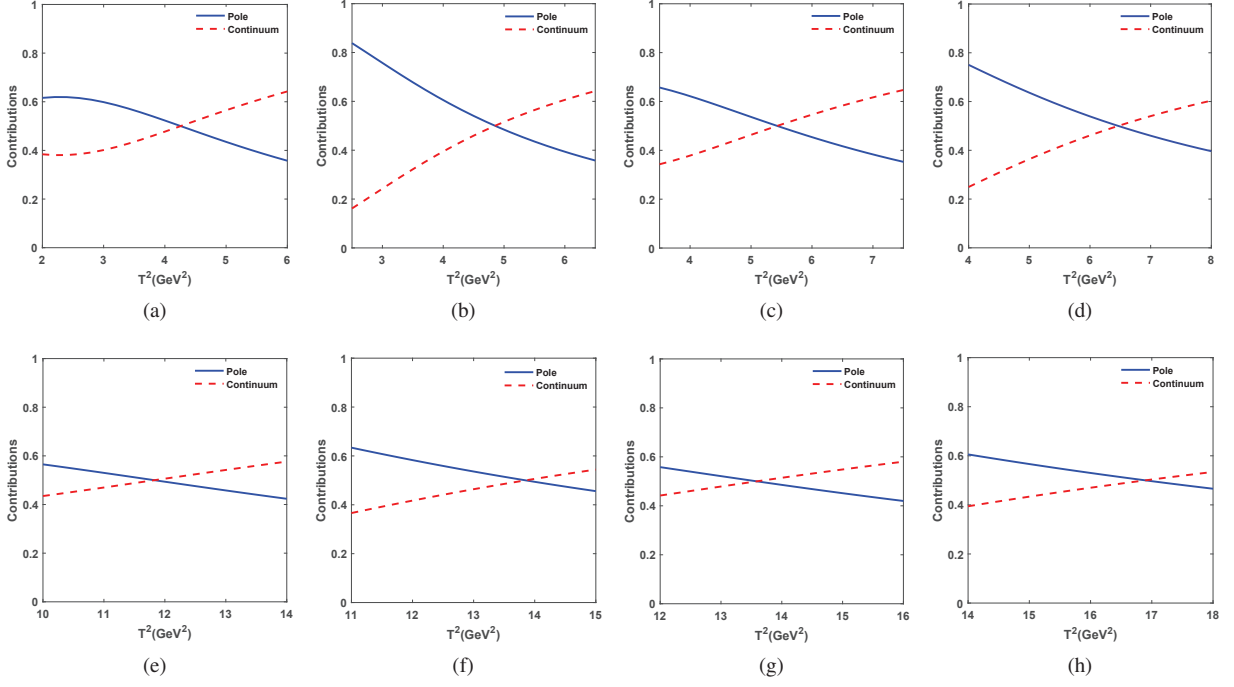 1
0.8
0.6
0.4
0.2
0
Contributions
Pole
Continuum
2 3 4 5 6
T²(GeV²)
(a)
1
0.8
0.6
0.4
0.2
0
Contributions
Pole
Continuum
3 4 5 6
T²(GeV²)
(b)
1
0.8
0.6
0.4
0.2
0
Contributions
Pole
Continuum
4 5 6 7
T²(GeV²)
(c)
1
0.8
0.6
0.4
0.2
0
Contributions
Pole
Continuum
4 5 6 7 8
T²(GeV²)
(d)
1
0.8
0.6
0.4
0.2
0
Contributions
Pole
Continuum
10 11 12 13 14
T²(GeV²)
(e)
1
0.8
0.6
0.4
0.2
0
Contributions
Pole
Continuum
11 12 13 14 15
T²(GeV²)
(f)
1
0.8
0.6
0.4
0.2
0
Contributions
Pole
Continuum
12 13 14 15 16
T²(GeV²)
(g)
1
0.8
0.6
0.4
0.2
0
Contributions
Pole
Continuum
14 15 16 17 18
T²(GeV²)
(h)